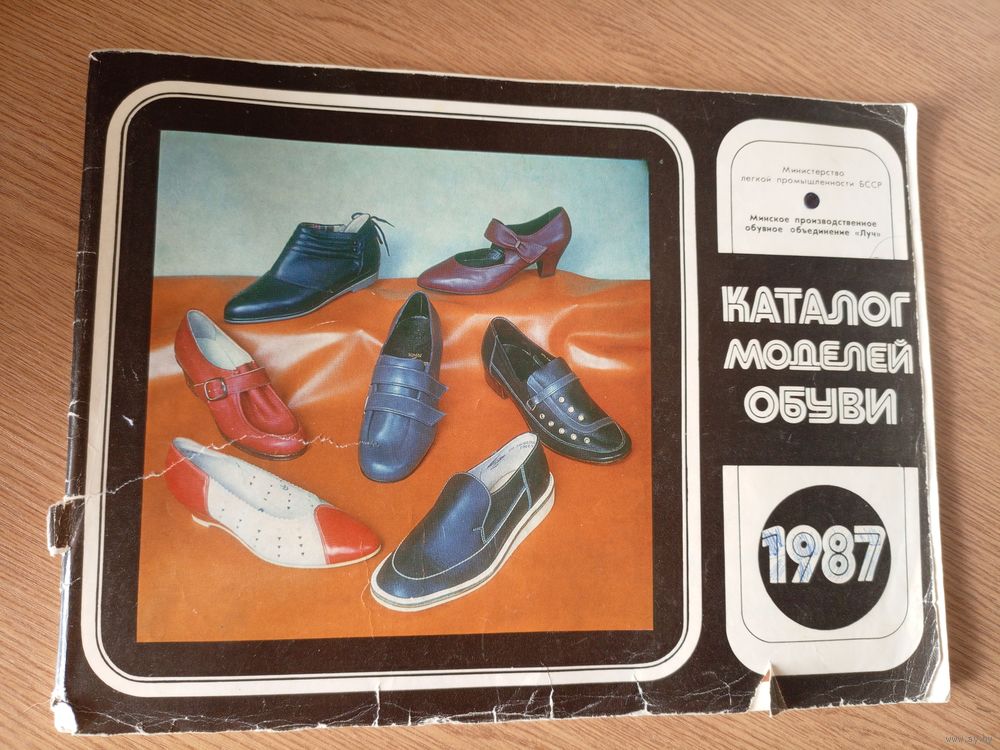 Министерство
легкой промышленности БССР
Минское производственное
обувное объединение «Луч»
КАТАЛОГ
МОДЕЛЕЙ
ОБУВИ
1987